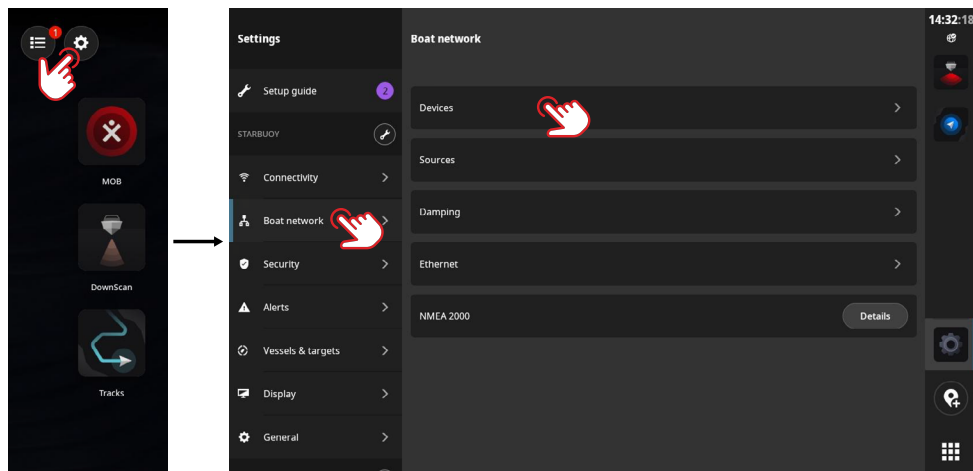 1
MOB
DownScan
Tracks
Settings
Setup guide
2
STARBUOY
Connectivity
Boat network
Security
Alerts
Vessels & targets
Display
General
Boat network
Devices
Sources
Damping
Ethernet
NMEA 2000
Details
14:32:18